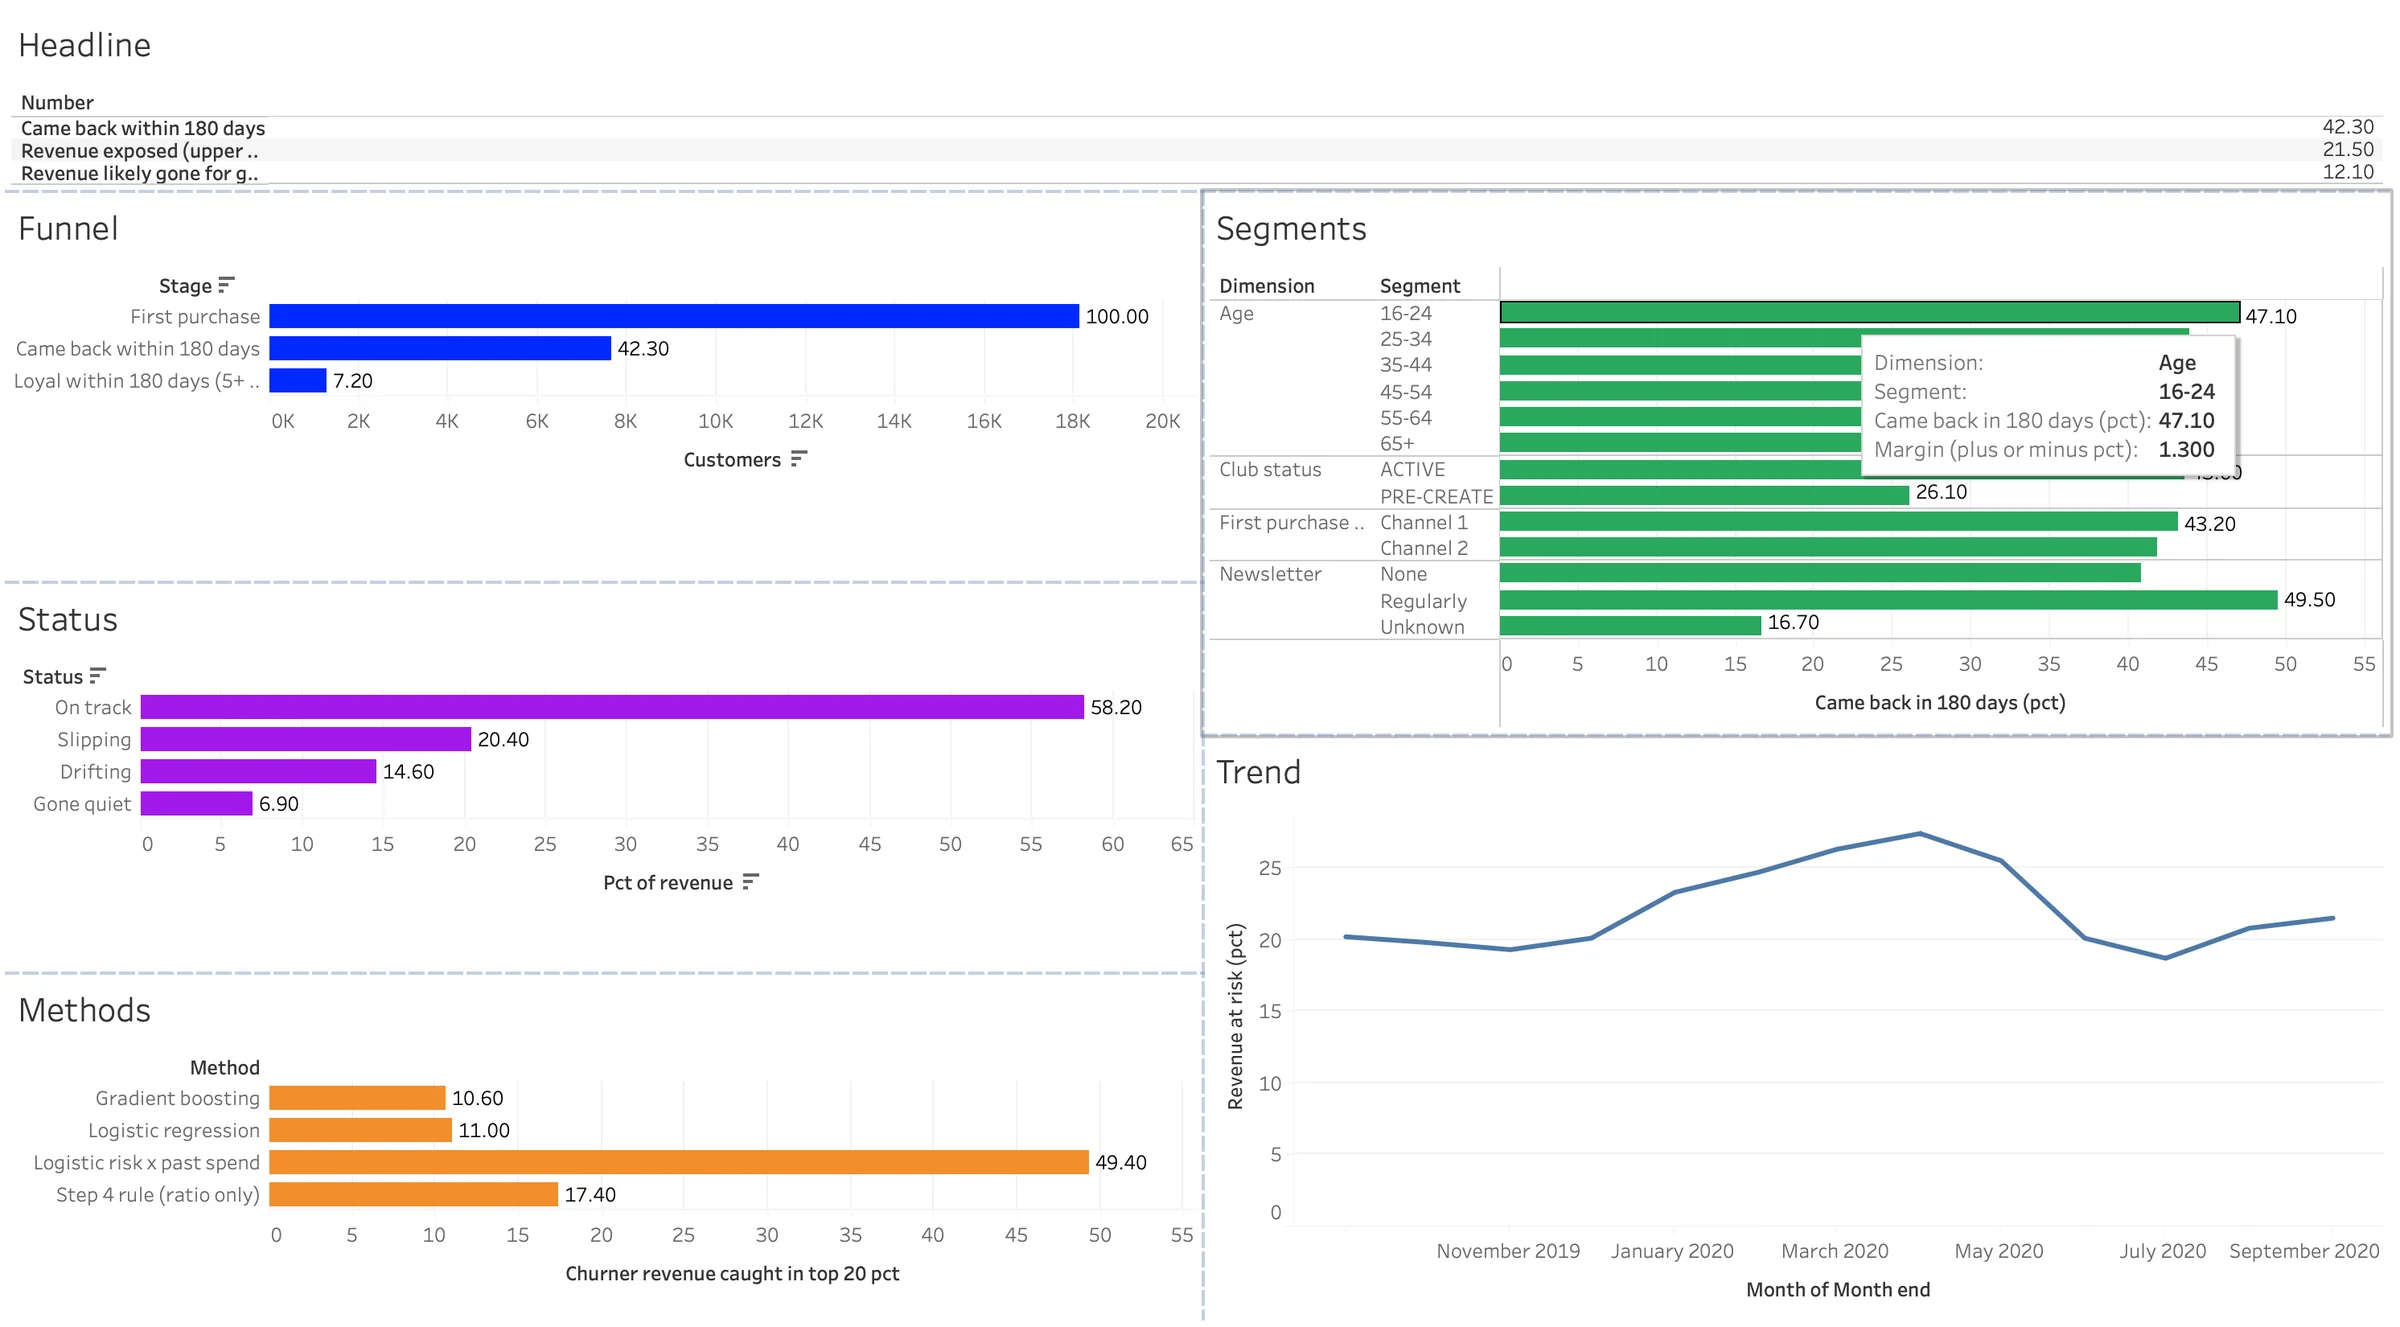 Headline
Number
Came back within 180 days 42.30
Revenue exposed (upper .. 21.50
Revenue likely gone for g.. 12.10
Funnel
Stage
First purchase 100.00
Came back within 180 days 42.30
Loyal within 180 days (5+ .. 7.20
0K 2K 4K 6K 8K 10K 12K 14K 16K 18K 20K
Customers
Status
Status
On track 58.20
Slipping 20.40
Drifting 14.60
Gone quiet 6.90
0 5 10 15 20 25 30 35 40 45 50 55 60 65
Pct of revenue
Methods
Method
Gradient boosting 10.60
Logistic regression 11.00
Logistic risk x past spend 49.40
Step 4 rule (ratio only) 17.40
0 5 10 15 20 25 30 35 40 45 50 55
Churner revenue caught in top 20 pct
Segments
Dimension Segment
Age 16-24 47.10
25-34
35-44
45-54
55-64
65+
Dimension: Age
Segment: 16-24
Came back in 180 days (pct): 47.10
Margin (plus or minus pct): 1.300
Club status ACTIVE
PRE-CREATE 26.10
First purchase .. Channel 1 43.20
Channel 2
Newsletter None
Regularly 49.50
Unknown 16.70
0 5 10 15 20 25 30 35 40 45 50 55
Came back in 180 days (pct)
Trend
Revenue at risk (pct)
25
20
15
10
5
0
November 2019 January 2020 March 2020 May 2020 July 2020 September 2020
Month of Month end